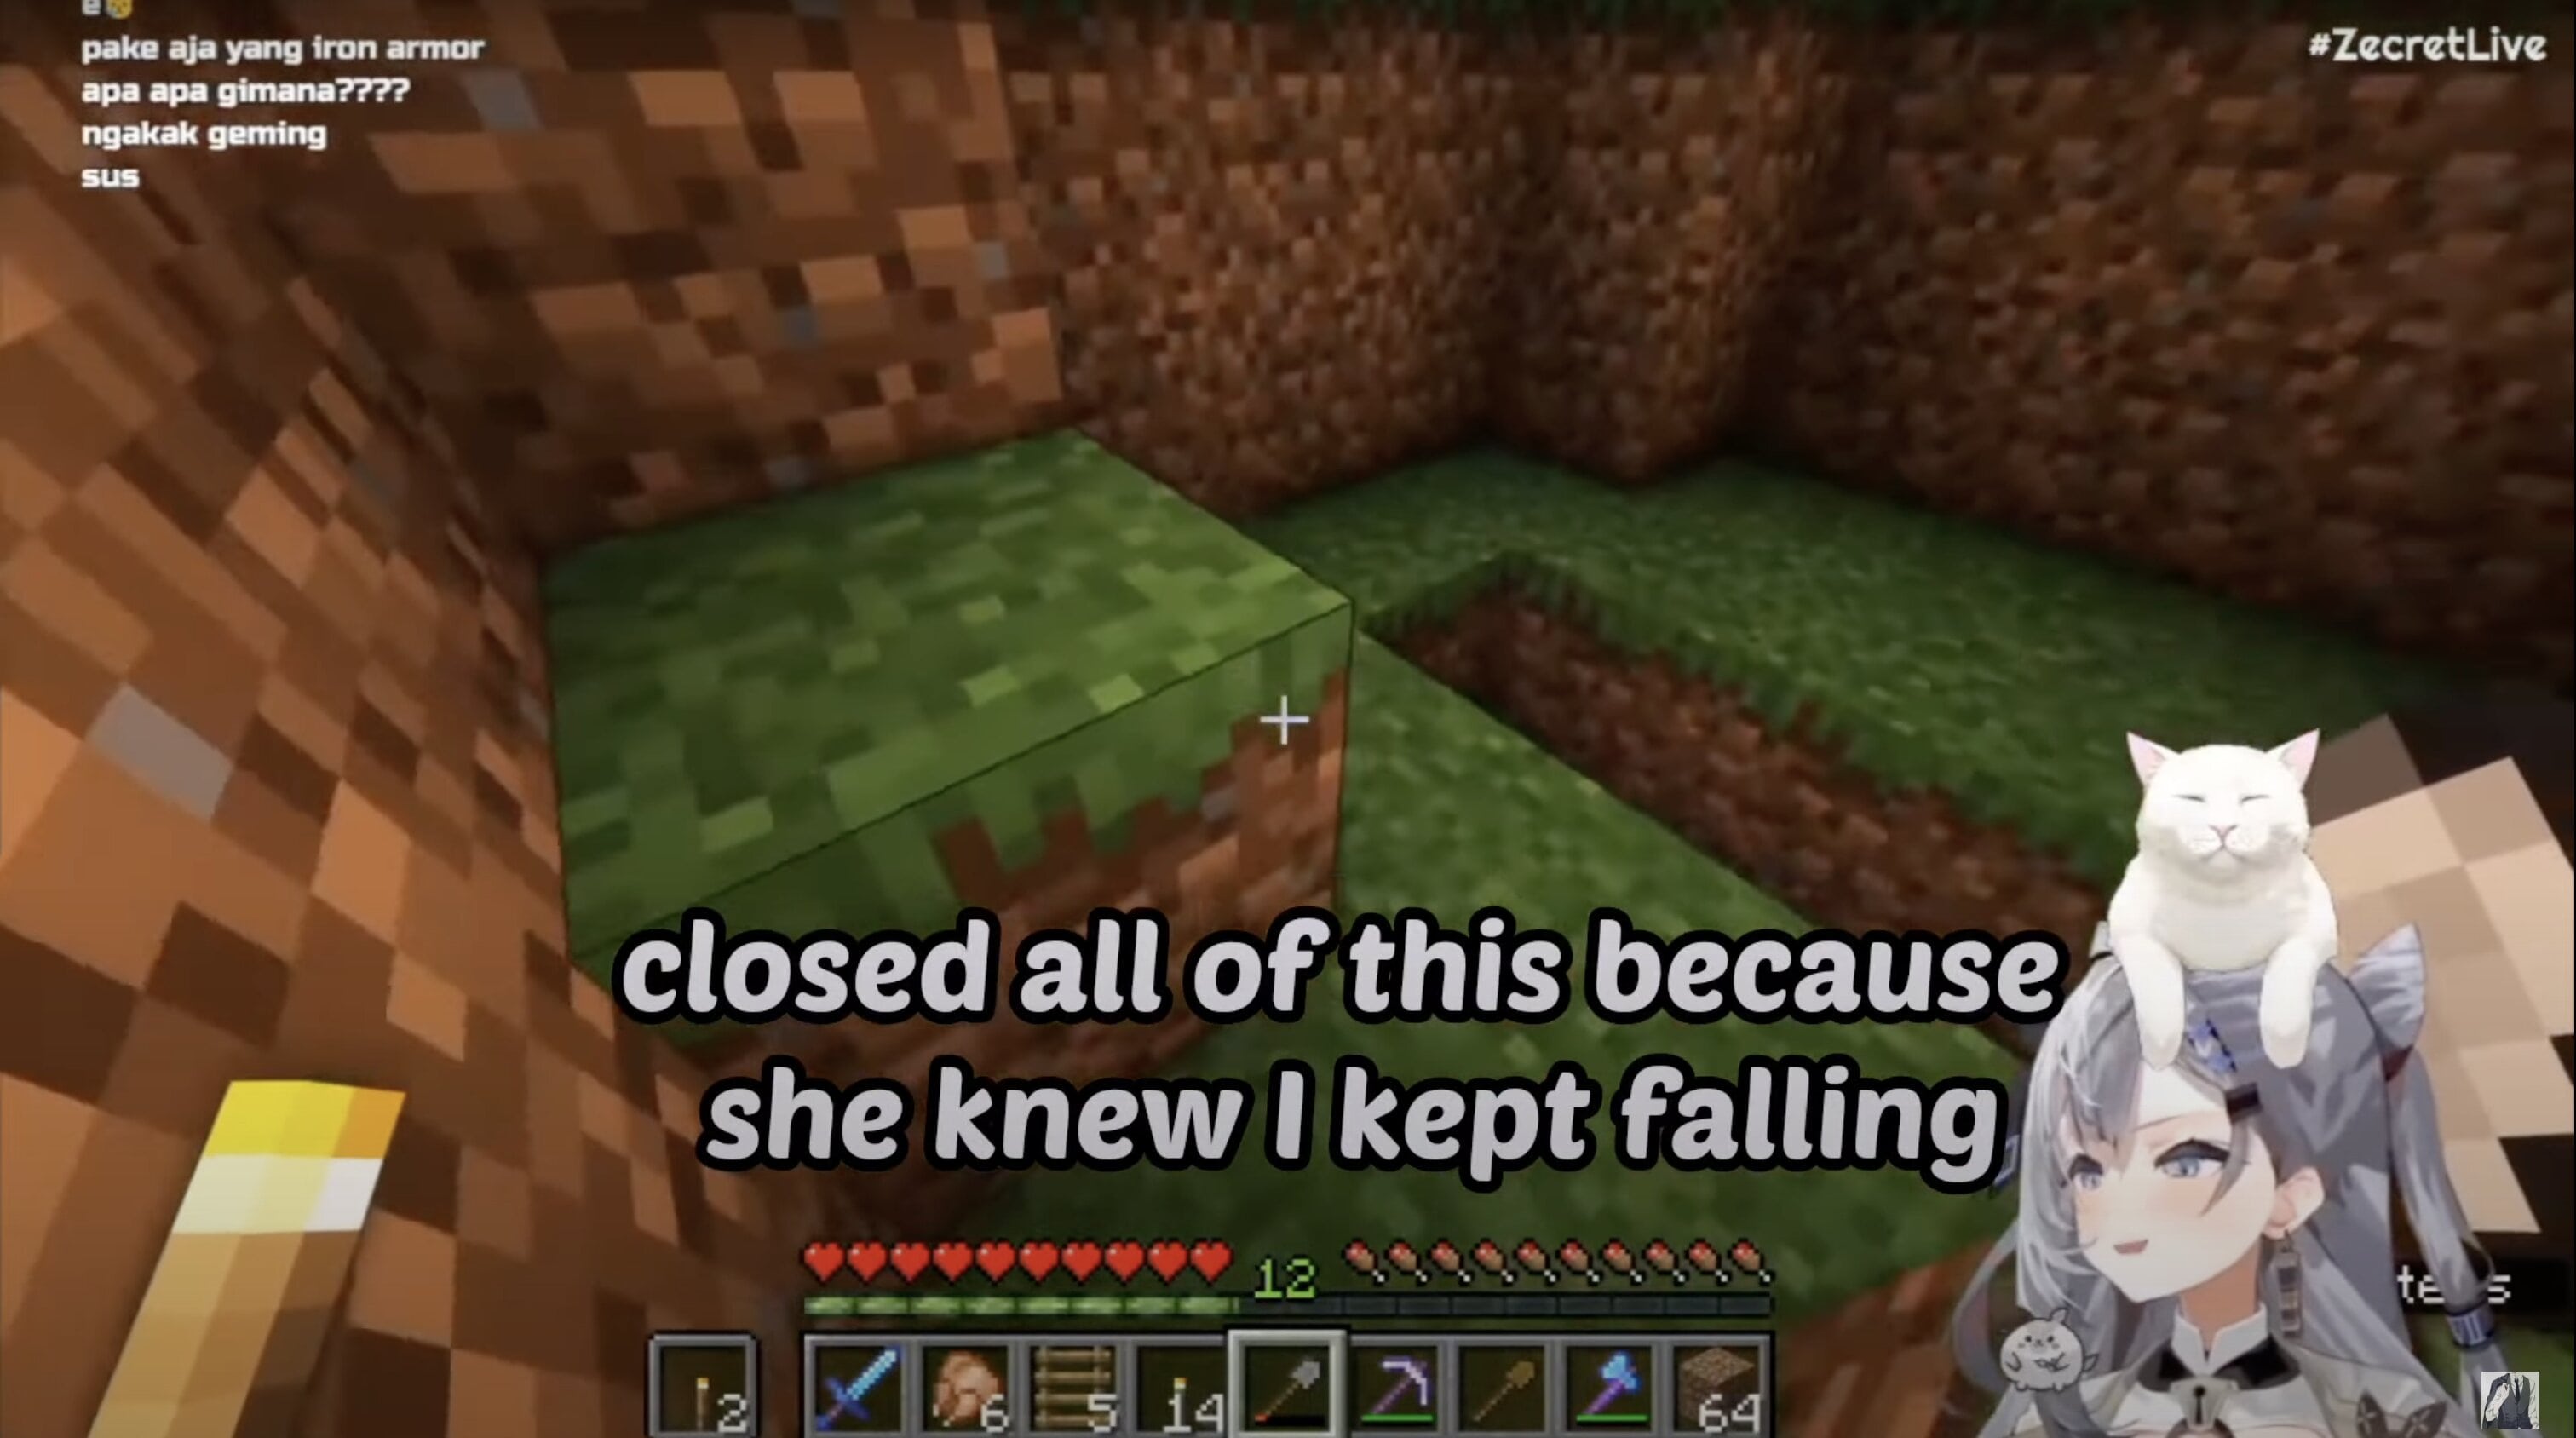 e😺
pake aja yang iron armor
apa apa gimana????
ngakak geming
sus
#ZecretLive
closed all of this because
she knew I kept falling
12
2
6
5
14
64